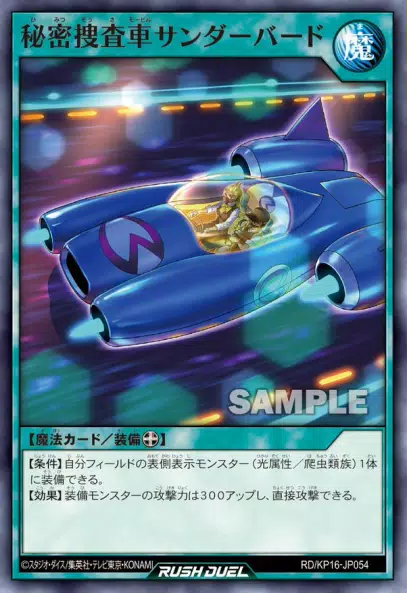 秘密捜査車サンダーバード
魔
SAMPLE
【魔法カード/装備】
【条件】自分フィールドの表側表示モンスター(光属性/爬虫類族)1体
に装備できる。
【効果】装備モンスターの攻撃力は300アップし、直接攻撃できる。
©スタジオ・ダイス/集英社・テレビ東京・KONAMI
RUSH DUEL
RD/KP16-JP054